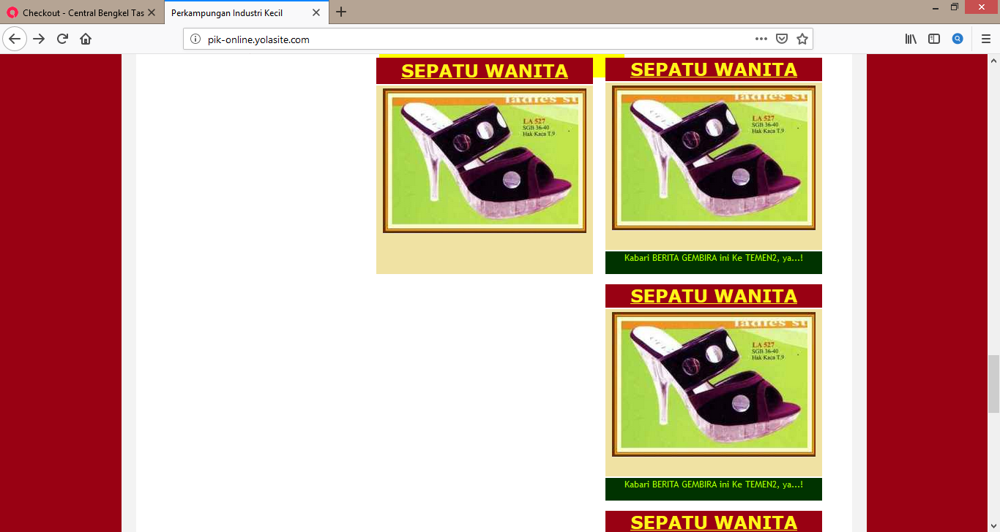 Checkout - Central Bengkel Tas
Perkampungan Industri Kecil
pik-online.yolasite.com
SEPATU WANITA
ladies
LA 527
SGB 36-40
Hak Kaca T.9
SEPATU WANITA
ladies
LA 527
SGB 36-40
Hak Kaca T.9
Kabari BERITA GEMBIRA ini Ke TEMEN2, ya...!
SEPATU WANITA
ladies
LA 527
SGB 36-40
Hak Kaca T.9
Kabari BERITA GEMBIRA ini Ke TEMEN2, ya...!
SEPATU WANITA